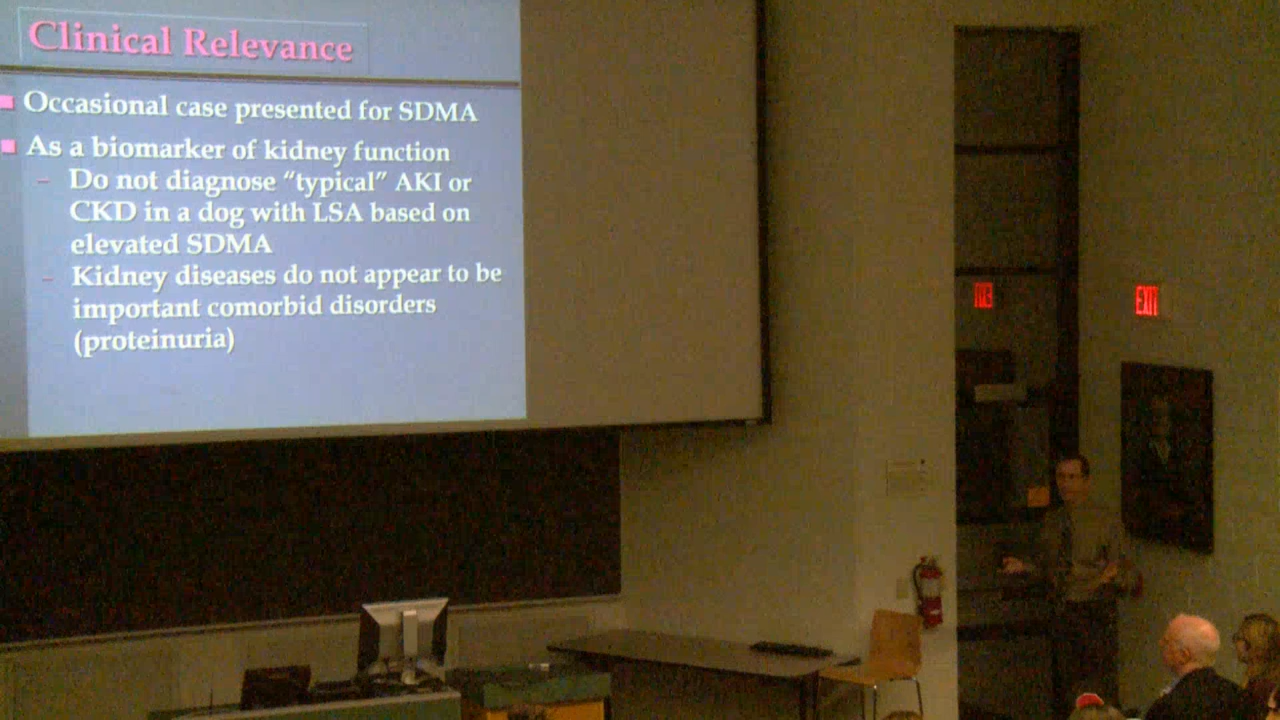 Clinical Relevance
Occasional case presented for SDMA
As a biomarker of kidney function
– Do not diagnose “typical” AKI or
CKD in a dog with LSA based on
elevated SDMA
– Kidney diseases do not appear to be
important comorbid disorders
(proteinuria)
EXIT